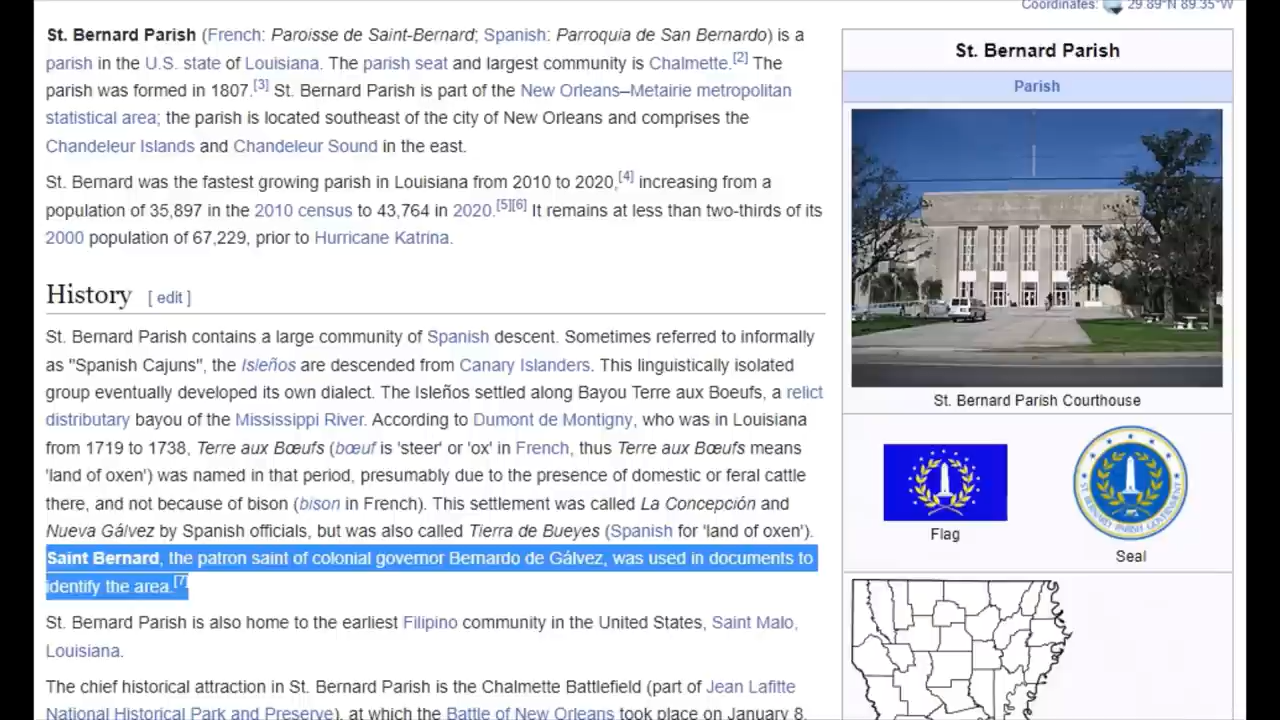 Coordinates: 29.89°N 89.35°W
St. Bernard Parish (French: Paroisse de Saint-Bernard; Spanish: Parroquia de San Bernardo) is a
parish in the U.S. state of Louisiana. The parish seat and largest community is Chalmette.[2] The
parish was formed in 1807.[3] St. Bernard Parish is part of the New Orleans–Metairie metropolitan
statistical area; the parish is located southeast of the city of New Orleans and comprises the
Chandeleur Islands and Chandeleur Sound in the east.
St. Bernard was the fastest growing parish in Louisiana from 2010 to 2020,[4] increasing from a
population of 35,897 in the 2010 census to 43,764 in 2020.[5][6] It remains at less than two-thirds of its
2000 population of 67,229, prior to Hurricane Katrina.
History [ edit ]
St. Bernard Parish contains a large community of Spanish descent. Sometimes referred to informally
as "Spanish Cajuns", the Isleños are descended from Canary Islanders. This linguistically isolated
group eventually developed its own dialect. The Isleños settled along Bayou Terre aux Boeufs, a relict
distributary bayou of the Mississippi River. According to Dumont de Montigny, who was in Louisiana
from 1719 to 1738, Terre aux Bœufs (bœuf is 'steer' or 'ox' in French, thus Terre aux Bœufs means
'land of oxen') was named in that period, presumably due to the presence of domestic or feral cattle
there, and not because of bison (bison in French). This settlement was called La Concepción and
Nueva Gálvez by Spanish officials, but was also called Tierra de Bueyes (Spanish for 'land of oxen').
Saint Bernard, the patron saint of colonial governor Bernardo de Gálvez, was used in documents to
identify the area.[7]
St. Bernard Parish is also home to the earliest Filipino community in the United States, Saint Malo,
Louisiana.
The chief historical attraction in St. Bernard Parish is the Chalmette Battlefield (part of Jean Lafitte
National Historical Park and Preserve), at which the Battle of New Orleans took place on January 8,
St. Bernard Parish
Parish
St. Bernard Parish Courthouse
ST. BERNARD PARISH GOVERNMENT
Flag
Seal